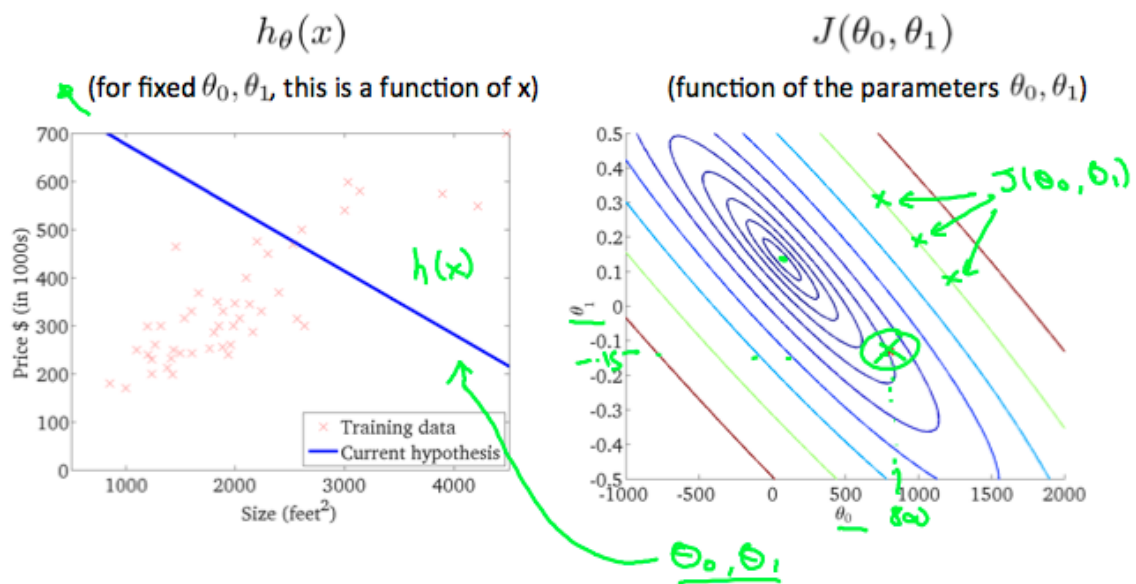 h_θ(x)
(for fixed θ₀, θ₁, this is a function of x)
700
600
500
400
300
200
100
0
Price $ (in 1000s)
h(x)
Training data
Current hypothesis
1000
2000
3000
4000
Size (feet²)
θ₀, θ₁
J(θ₀, θ₁)
(function of the parameters θ₀, θ₁)
0.5
0.4
0.3
0.2
0.1
0
-0.1
-0.2
-0.3
-0.4
-0.5
θ₁
-.15
J(θ₀, θ₁)
-1000
-500
0
500
1000
1500
2000
θ₀
800